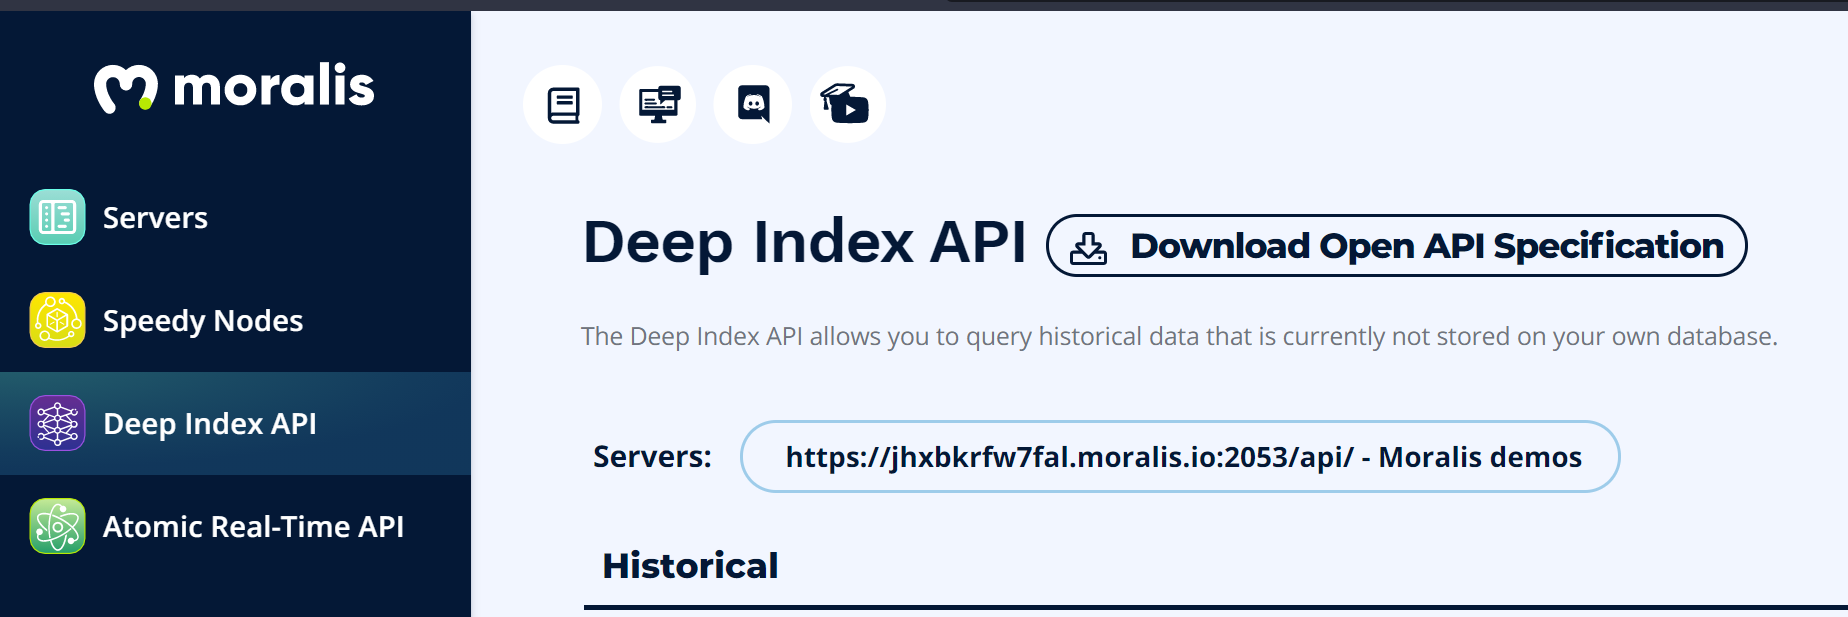 moralis
Servers
Speedy Nodes
Deep Index API
Atomic Real-Time API
Deep Index API
Download Open API Specification
The Deep Index API allows you to query historical data that is currently not stored on your own database.
Servers:
https://jhxbkrfw7fal.moralis.io:2053/api/ - Moralis demos
Historical